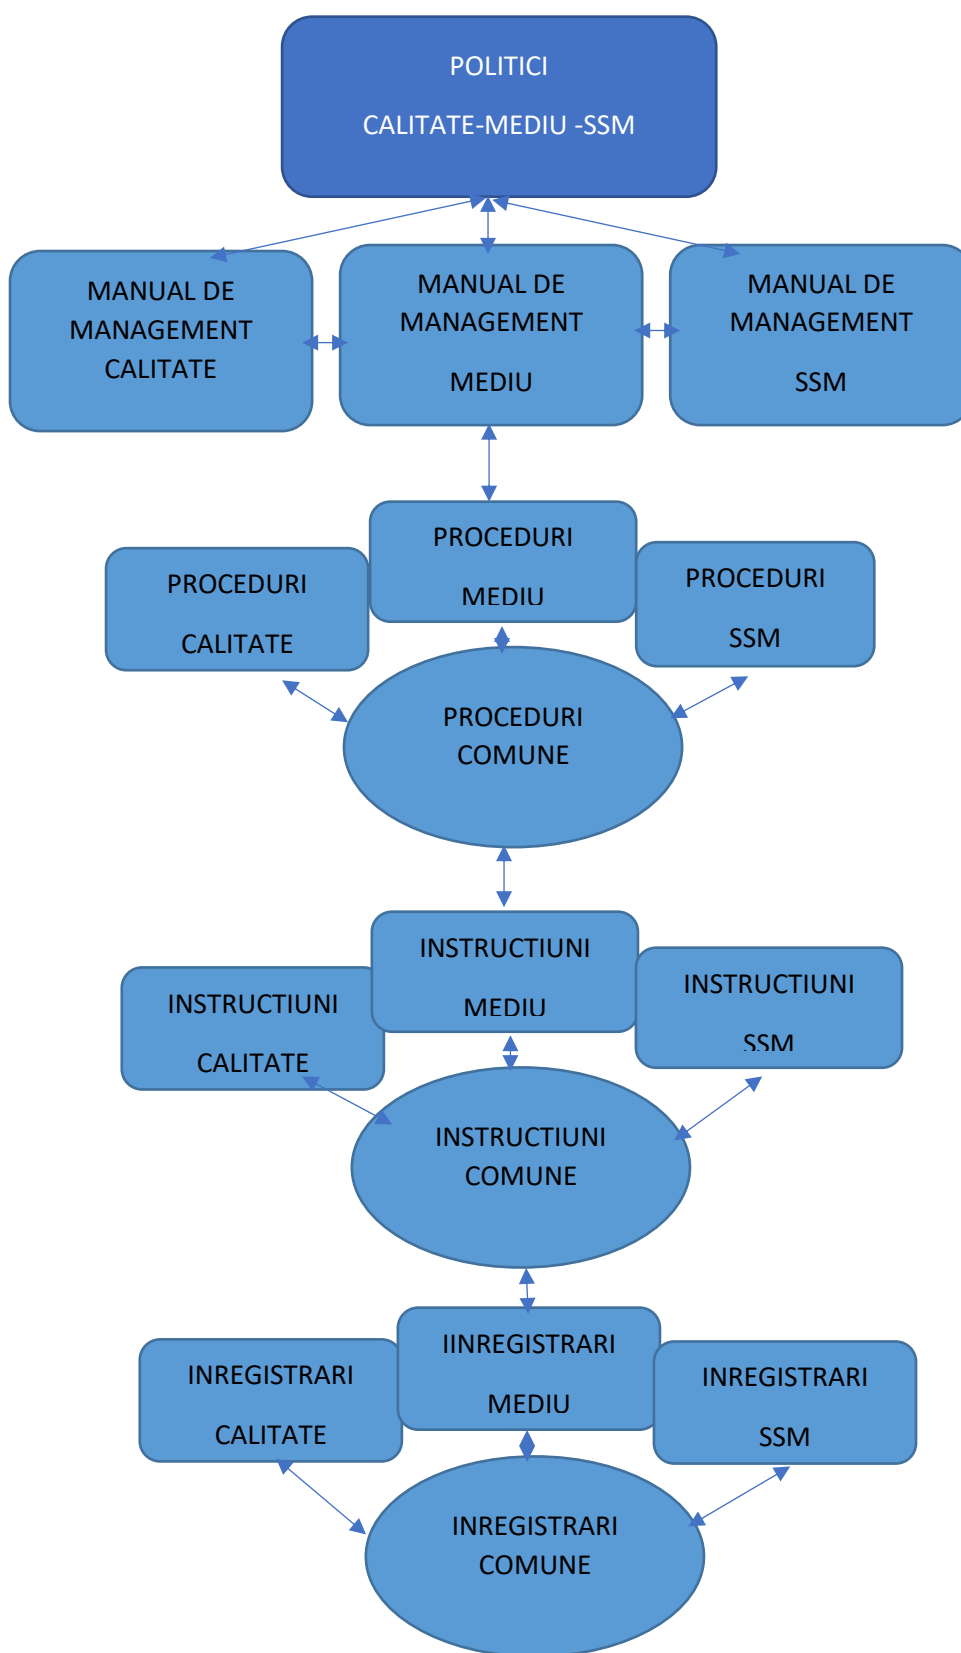 POLITICI
CALITATE-MEDIU -SSM
MANUAL DE
MANAGEMENT
CALITATE
MANUAL DE
MANAGEMENT
MEDIU
MANUAL DE
MANAGEMENT
SSM
PROCEDURI
CALITATE
PROCEDURI
MEDIU
PROCEDURI
SSM
PROCEDURI
COMUNE
INSTRUCTIUNI
CALITATE
INSTRUCTIUNI
MEDIU
INSTRUCTIUNI
SSM
INSTRUCTIUNI
COMUNE
INREGISTRARI
CALITATE
IINREGISTRARI
MEDIU
INREGISTRARI
SSM
INREGISTRARI
COMUNE